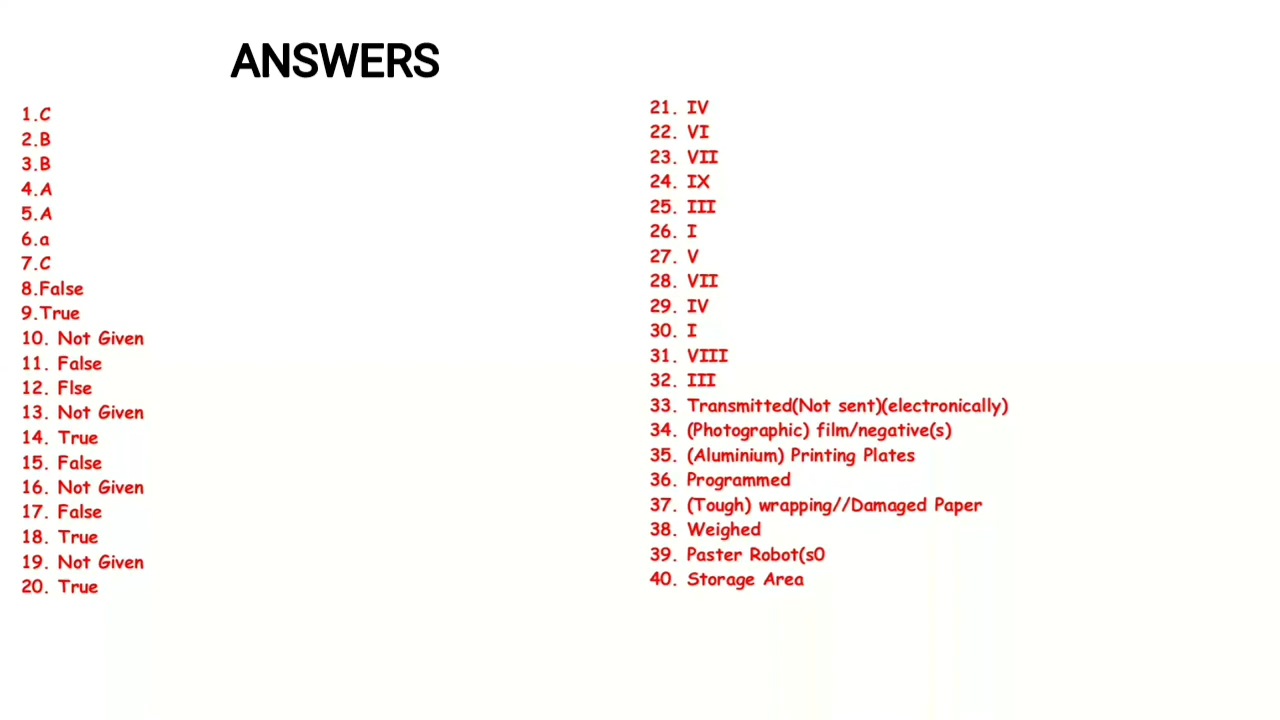 ANSWERS
1.C
2.B
3.B
4.A
5.A
6.a
7.C
8.False
9.True
10. Not Given
11. False
12. Flse
13. Not Given
14. True
15. False
16. Not Given
17. False
18. True
19. Not Given
20. True
21. IV
22. VI
23. VII
24. IX
25. III
26. I
27. V
28. VII
29. IV
30. I
31. VIII
32. III
33. Transmitted(Not sent)(electronically)
34. (Photographic) film/negative(s)
35. (Aluminium) Printing Plates
36. Programmed
37. (Tough) wrapping//Damaged Paper
38. Weighed
39. Paster Robot(s0
40. Storage Area